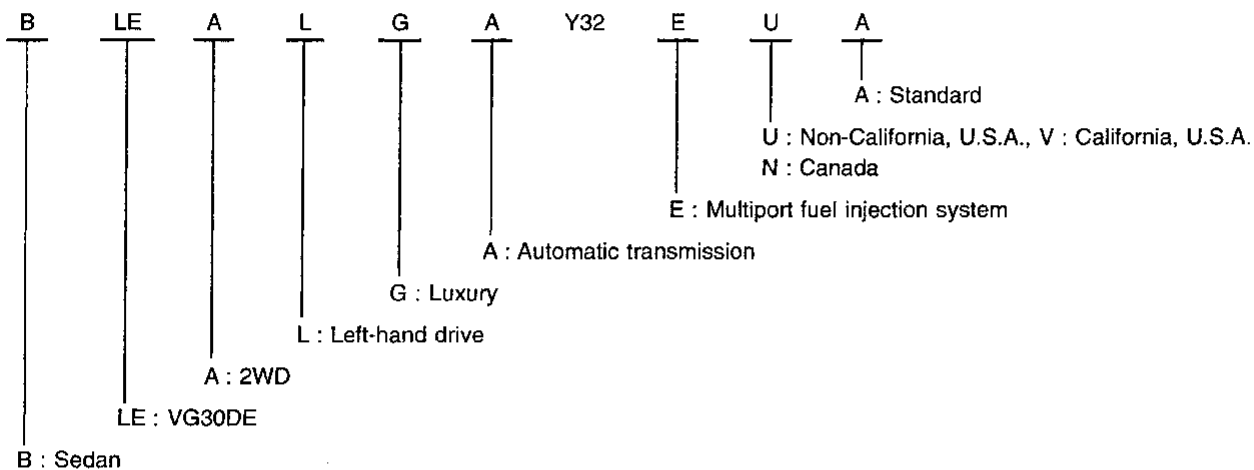 B LE A L G A Y32 E U A
A : Standard
U : Non-California, U.S.A., V : California, U.S.A.
N : Canada
E : Multiport fuel injection system
A : Automatic transmission
G : Luxury
L : Left-hand drive
A : 2WD
LE : VG30DE
B : Sedan